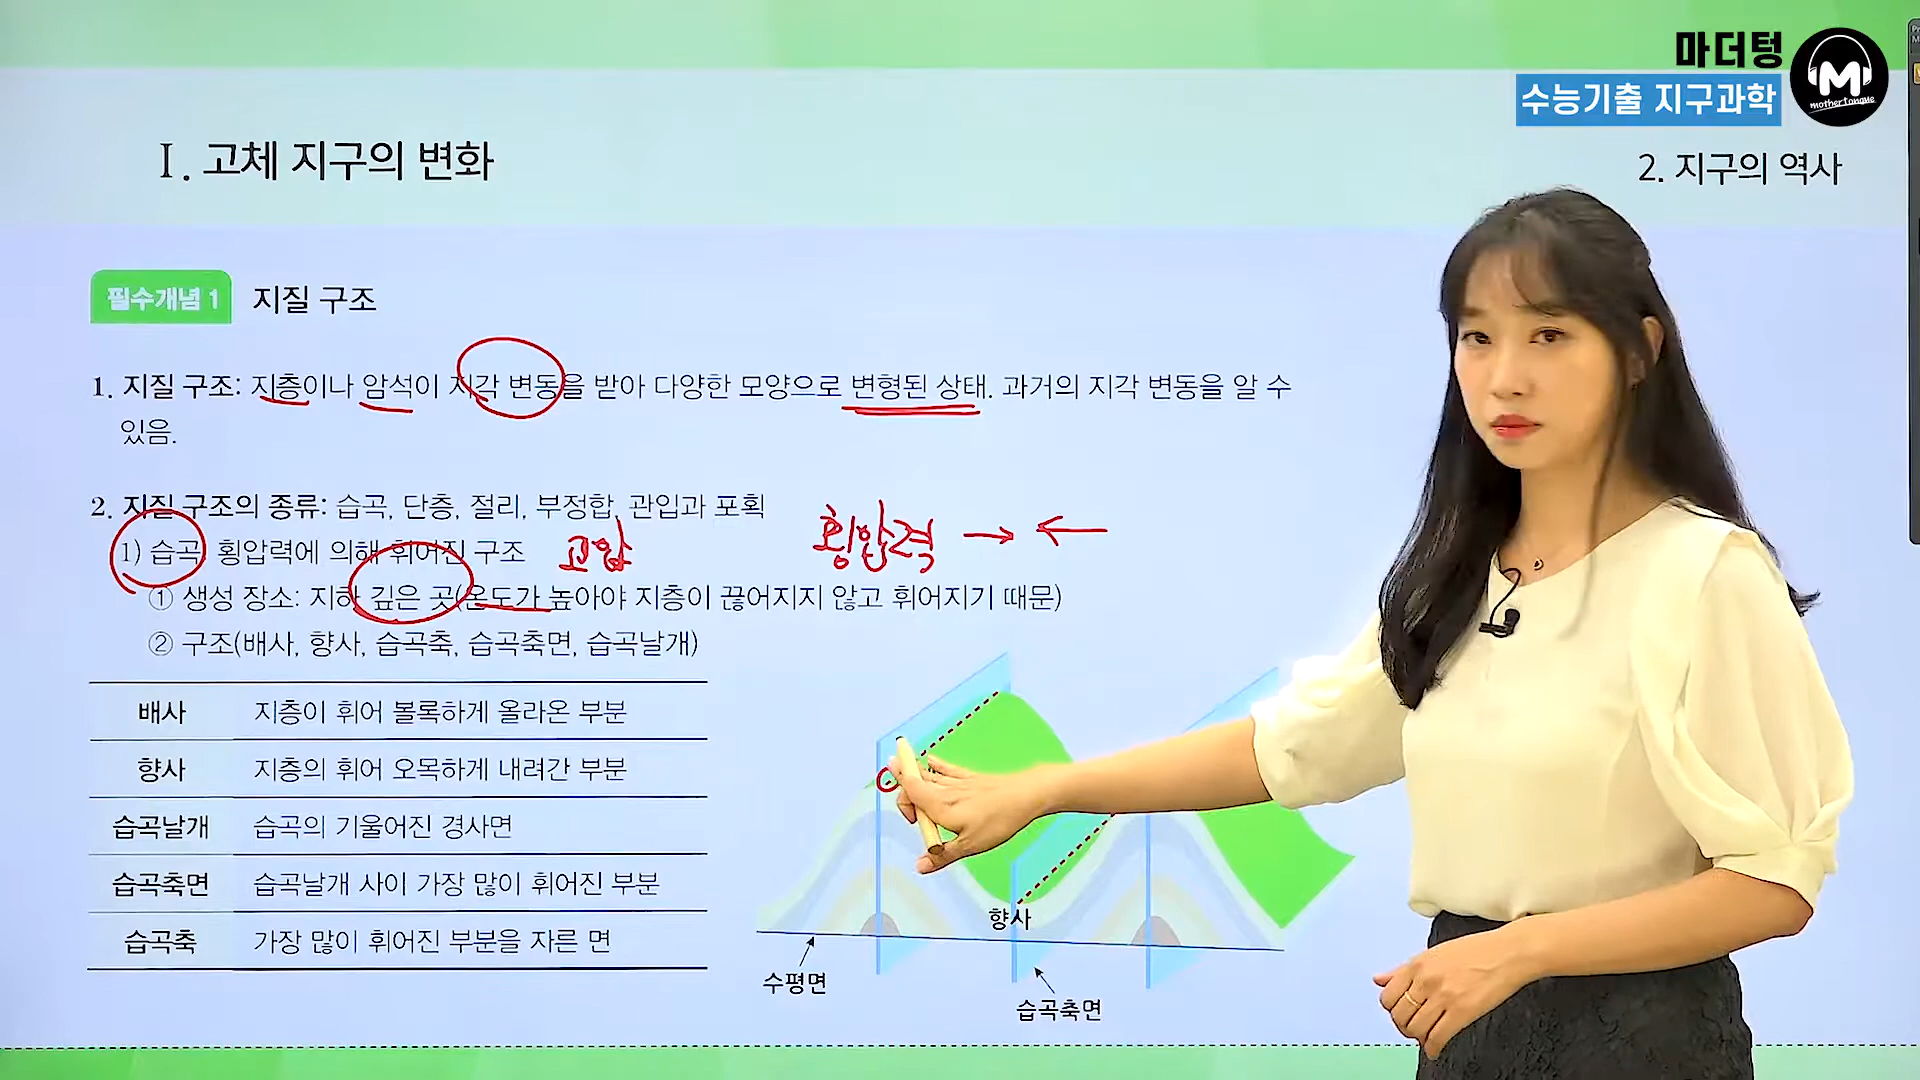 마더텅
수능기출 지구과학
M
mothertongue
Ⅰ. 고체 지구의 변화
2. 지구의 역사
필수개념 1 지질 구조
1. 지질 구조: 지층이나 암석이 지각 변동을 받아 다양한 모양으로 변형된 상태. 과거의 지각 변동을 알 수
있음.
2. 지질 구조의 종류: 습곡, 단층, 절리, 부정합, 관입과 포획
1) 습곡: 횡압력에 의해 휘어진 구조 고압 횡압력 → ←
① 생성 장소: 지하 깊은 곳(온도가 높아야 지층이 끊어지지 않고 휘어지기 때문)
② 구조(배사, 향사, 습곡축, 습곡축면, 습곡날개)
배사 지층이 휘어 볼록하게 올라온 부분
향사 지층의 휘어 오목하게 내려간 부분
습곡날개 습곡의 기울어진 경사면
습곡축면 습곡날개 사이 가장 많이 휘어진 부분
습곡축 가장 많이 휘어진 부분을 자른 면
향사
수평면
습곡축면